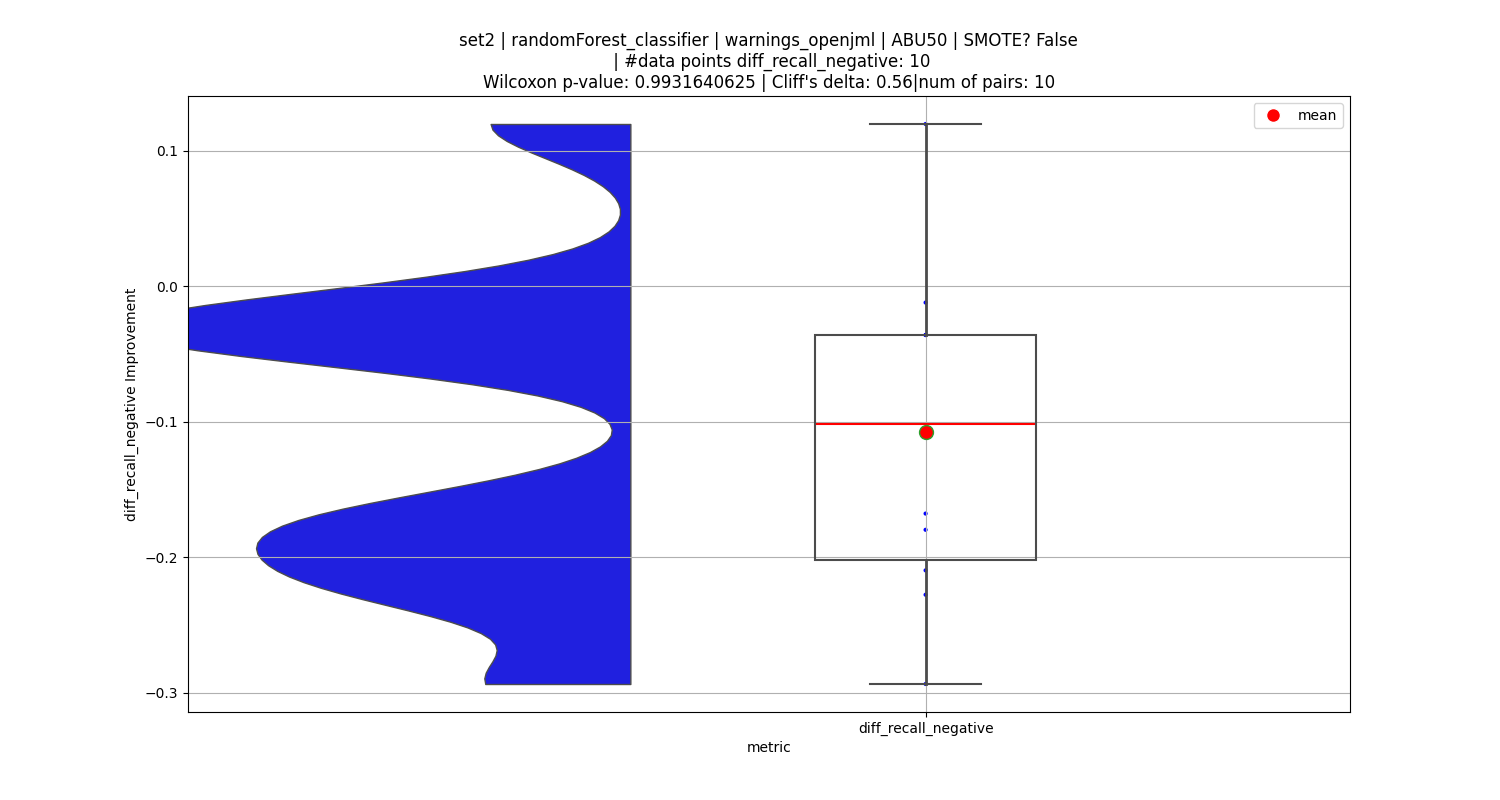 set2 | randomForest_classifier | warnings_openjml | ABU50 | SMOTE? False
| #data points diff_recall_negative: 10
Wilcoxon p-value: 0.9931640625 | Cliff's delta: 0.56|num of pairs: 10
mean
0.1
0.0
−0.1
−0.2
−0.3
diff_recall_negative Improvement
diff_recall_negative
metric